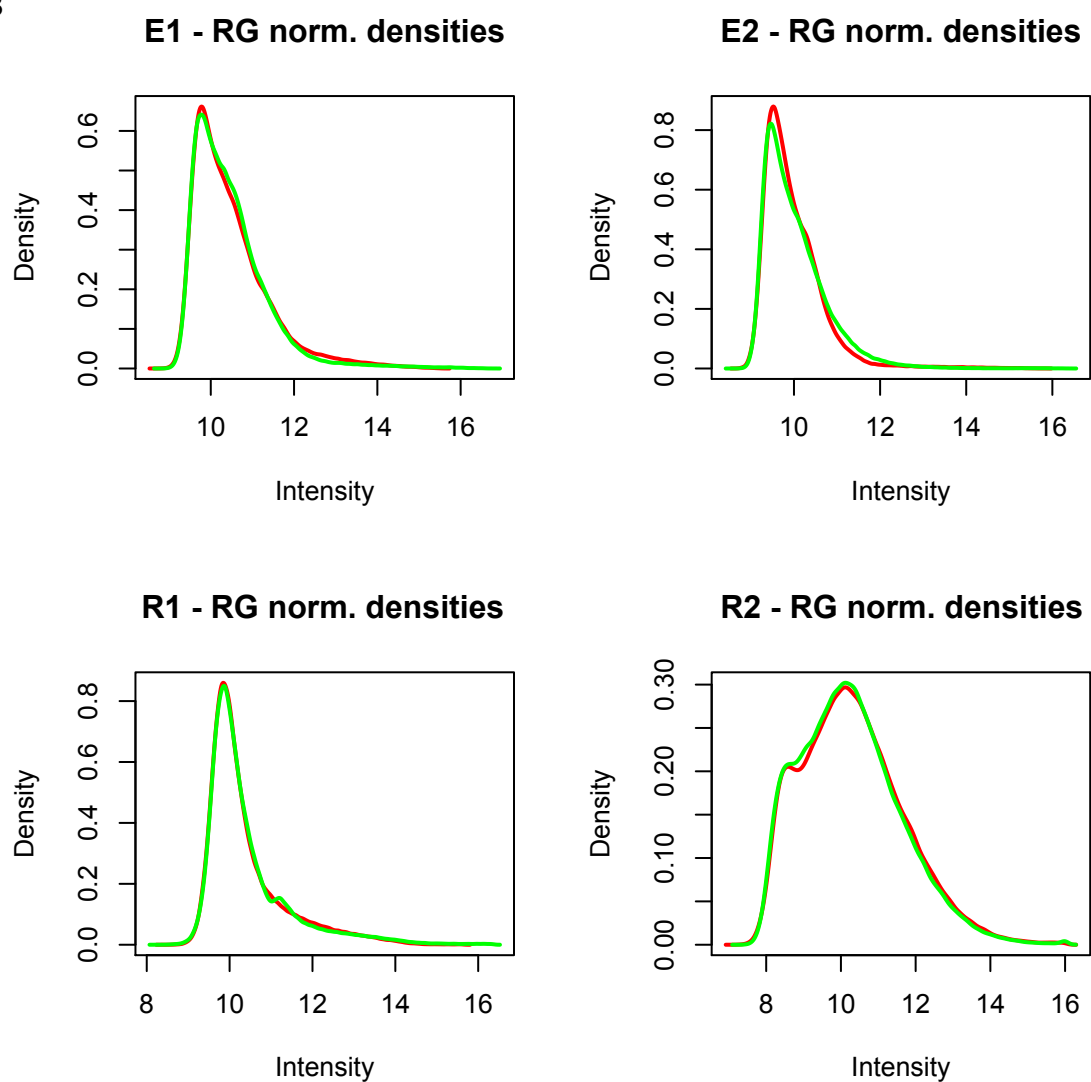 E1 - RG norm. densities
E2 - RG norm. densities
Density
0.0 0.2 0.4 0.6
10 12 14 16
Intensity
Density
0.0 0.2 0.4 0.6 0.8
10 12 14 16
Intensity
R1 - RG norm. densities
R2 - RG norm. densities
Density
0.0 0.2 0.4 0.6 0.8
8 10 12 14 16
Intensity
Density
0.00 0.10 0.20 0.30
8 10 12 14 16
Intensity